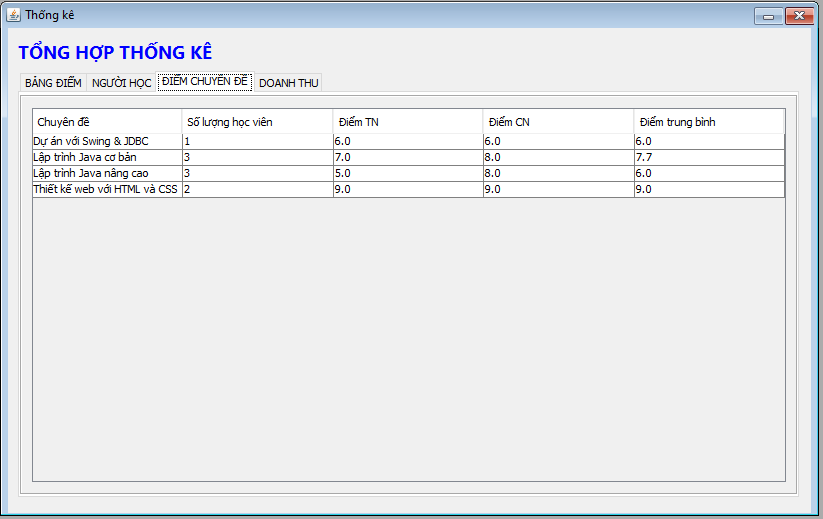 Thống kê
TỔNG HỢP THỐNG KÊ
BẢNG ĐIỂM NGƯỜI HỌC ĐIỂM CHUYÊN ĐỀ DOANH THU
Chuyên đề Số lượng học viên Điểm TN Điểm CN Điểm trung bình
Dự án với Swing & JDBC 1 6.0 6.0 6.0
Lập trình Java cơ bản 3 7.0 8.0 7.7
Lập trình Java nâng cao 3 5.0 8.0 6.0
Thiết kế web với HTML và CSS 2 9.0 9.0 9.0